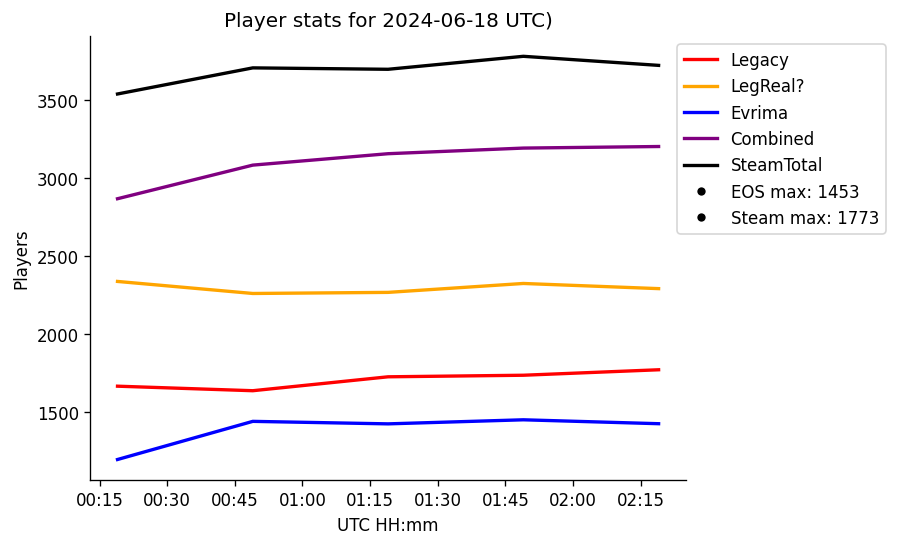 Player stats for 2024-06-18 UTC)
Legacy
LegReal?
Evrima
Combined
SteamTotal
EOS max: 1453
Steam max: 1773
Players
3500
3000
2500
2000
1500
00:15 00:30 00:45 01:00 01:15 01:30 01:45 02:00 02:15
UTC HH:mm